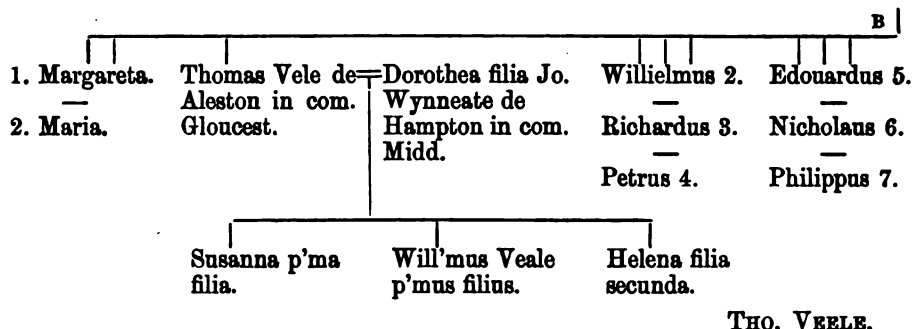 B
1. Margareta.
2. Maria.
Thomas Vele de
Aleston in com.
Gloucest.
Dorothea filia Jo.
Wynneate de
Hampton in com.
Midd.
Willielmus 2.
Richardus 3.
Petrus 4.
Edouardus 5.
Nicholaus 6.
Philippus 7.
Susanna p'ma
filia.
Will'mus Veale
p'mus filius.
Helena filia
secunda.
THO. VEELE.